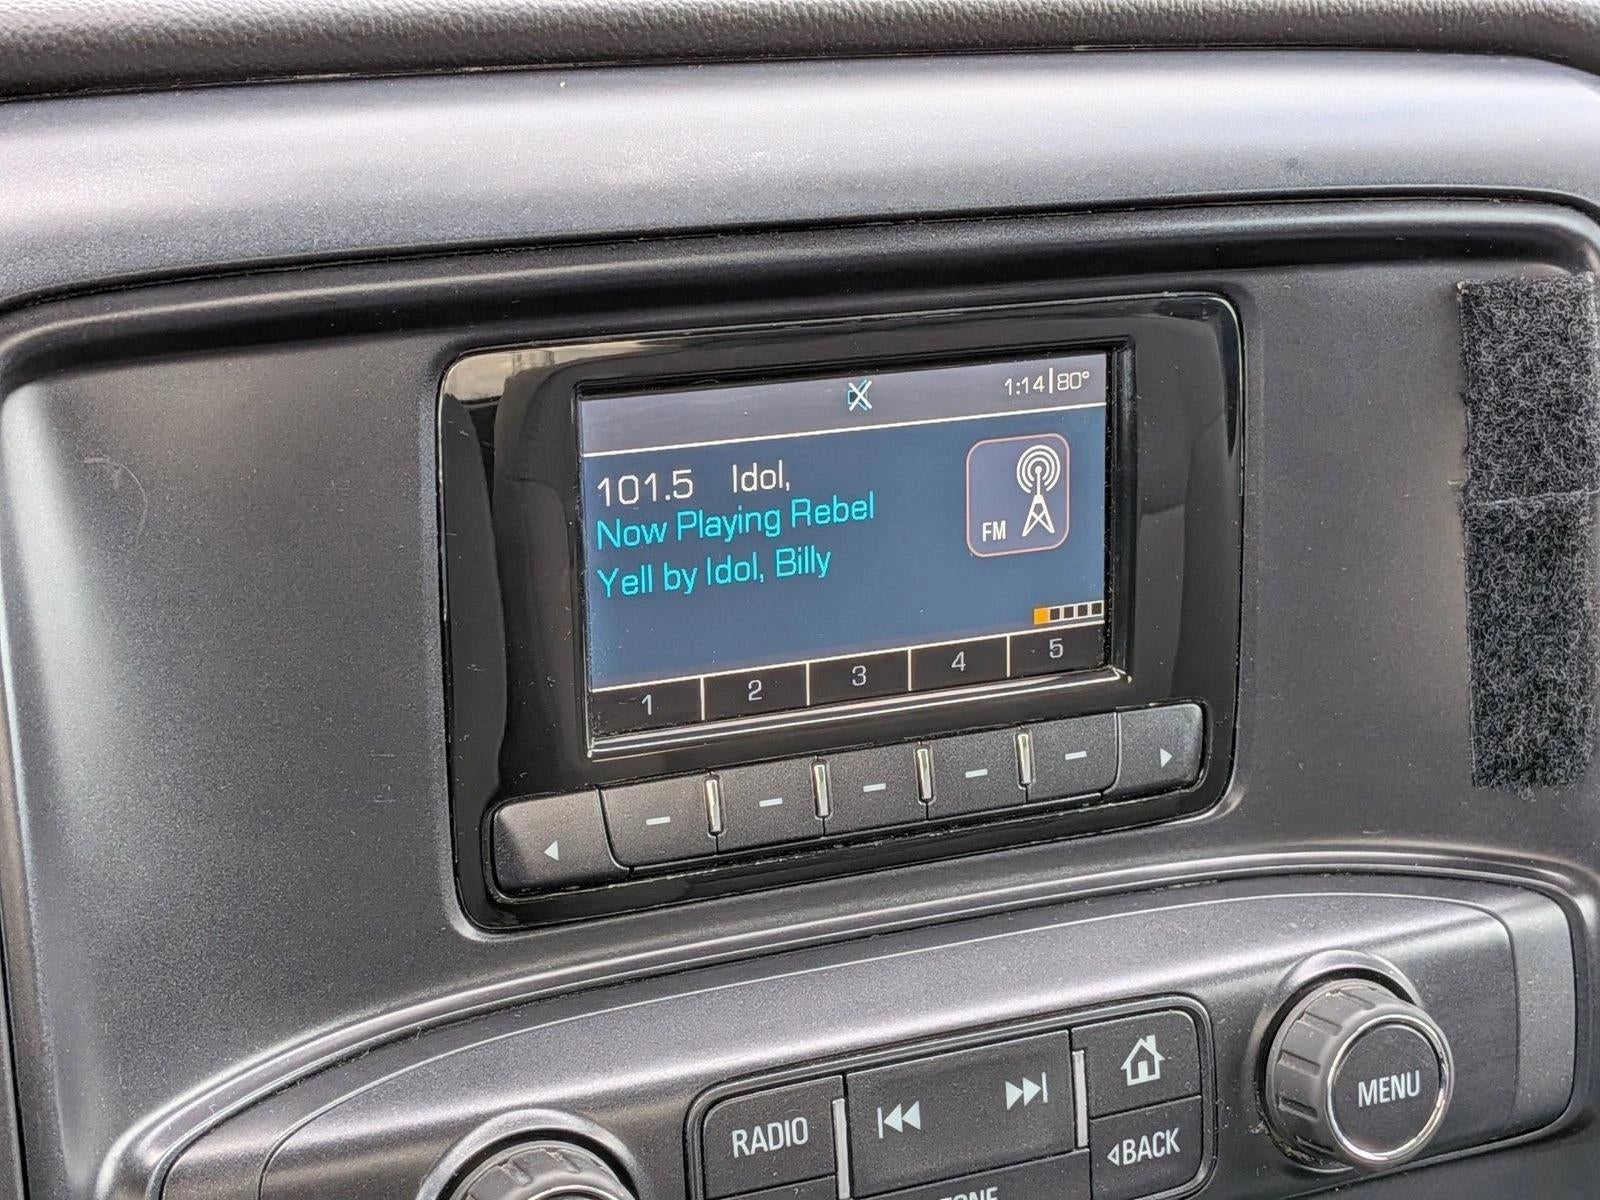 1:14 80°
101.5 Idol,
Now Playing Rebel
Yell by Idol, Billy
FM
1 2 3 4 5
RADIO
MENU
BACK